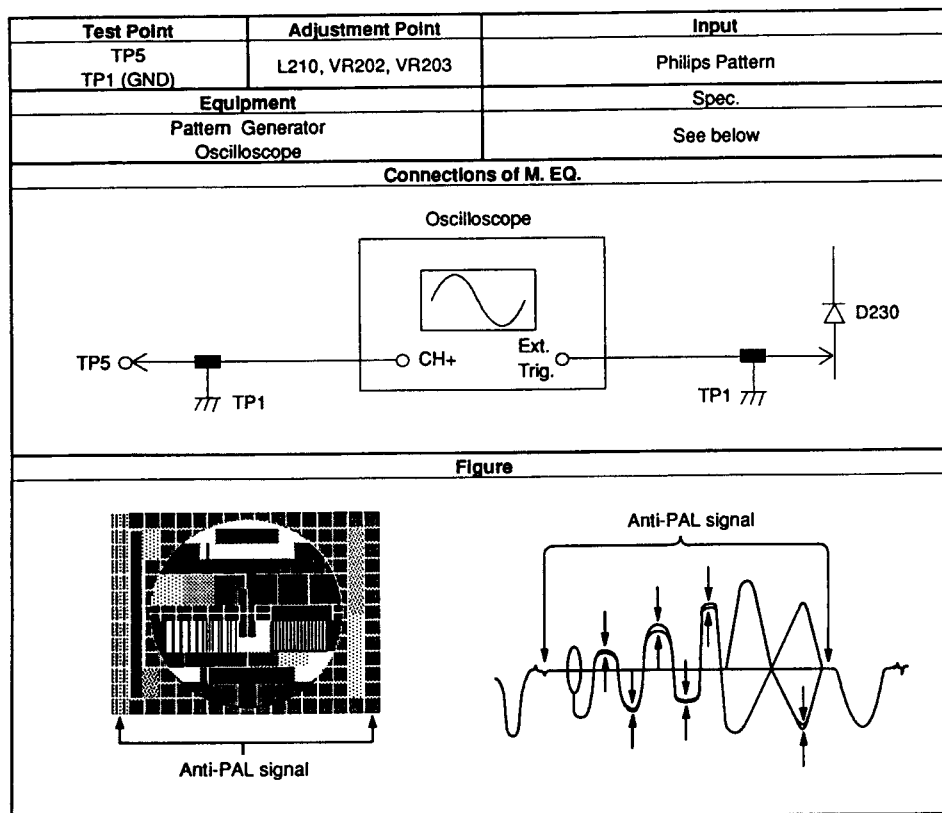 Test Point
Adjustment Point
Input
TP5
TP1 (GND)
L210, VR202, VR203
Philips Pattern
Equipment
Spec.
Pattern Generator
Oscilloscope
See below
Connections of M. EQ.
Oscilloscope
D230
TP5
CH+
Ext.
Trig.
TP1
TP1
Figure
Anti-PAL signal
Anti-PAL signal